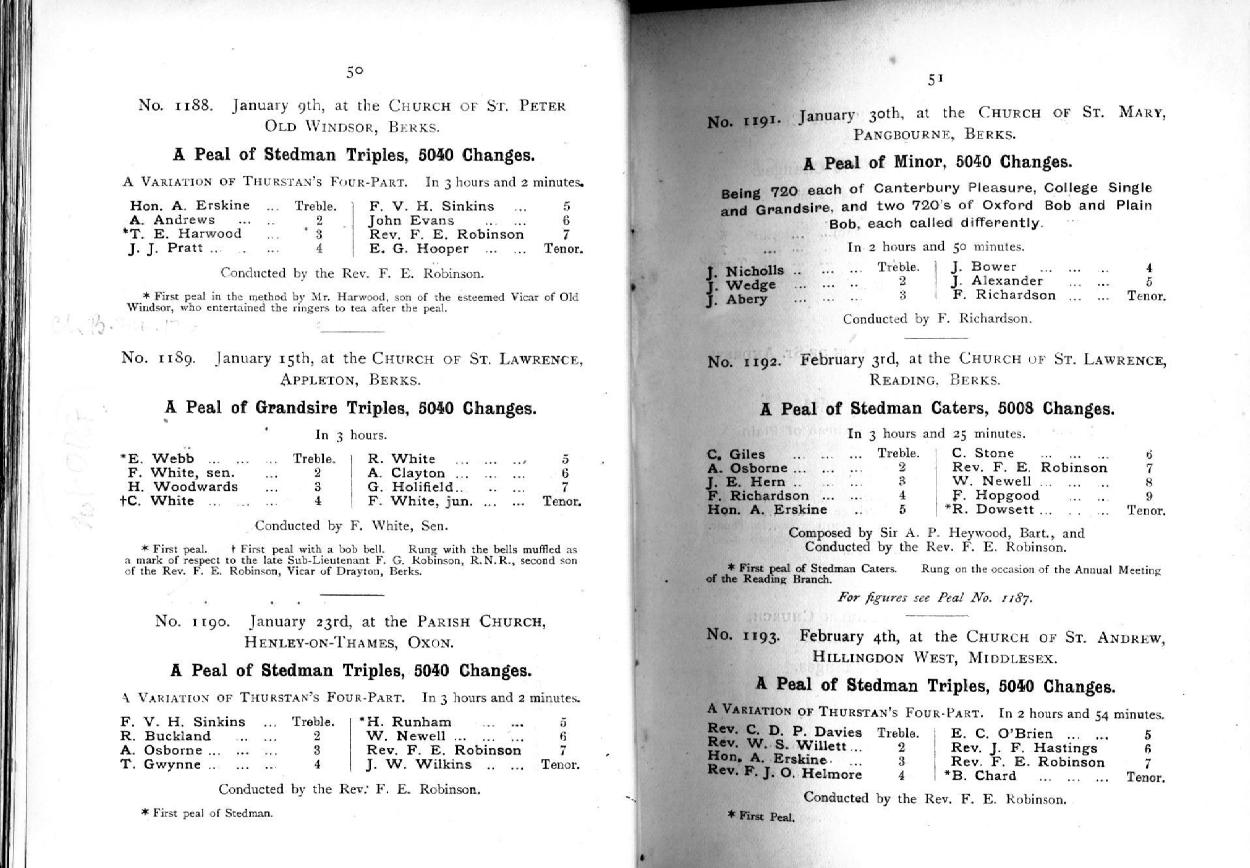 50
No. 1188. January 9th, at the CHURCH OF ST. PETER
OLD WINDSOR, BERKS.
A Peal of Stedman Triples, 5040 Changes.
A VARIATION OF THURSTAN'S FOUR-PART. In 3 hours and 2 minutes.
Hon. A. Erskine ... Treble. F. V. H. Sinkins ... 5
A. Andrews ... .. 2 John Evans ... ... 6
*T. E. Harwood ... 3 Rev. F. E. Robinson 7
J. J. Pratt ... .. ... 4 E. G. Hooper ... ... Tenor.
Conducted by the Rev. F. E. Robinson.
* First peal in the method by Mr. Harwood, son of the esteemed Vicar of Old
Windsor, who entertained the ringers to tea after the peal.
No. 1189. January 15th, at the CHURCH OF ST. LAWRENCE,
APPLETON, BERKS.
A Peal of Grandsire Triples, 5040 Changes.
In 3 hours.
*E. Webb ... ... ... Treble. R. White ... ... ... 5
F. White, sen. ... 2 A. Clayton ... ... ... 6
H. Woodwards ... 3 G. Holifield.. .. ... 7
†C. White ... ... ... 4 F. White, jun. ... ... Tenor.
Conducted by F. White, Sen.
* First peal. † First peal with a bob bell. Rung with the bells muffled as
a mark of respect to the late Sub-Lieutenant F. G. Robinson, R.N.R., second son
of the Rev. F. E. Robinson, Vicar of Drayton, Berks.
No. 1190. January 23rd, at the PARISH CHURCH,
HENLEY-ON-THAMES, OXON.
A Peal of Stedman Triples, 5040 Changes.
A VARIATION OF THURSTAN'S FOUR-PART. In 3 hours and 2 minutes.
F. V. H. Sinkins ... Treble. *H. Runham ... ... 5
R. Buckland ... ... 2 W. Newell ... ... ... 6
A. Osborne ... ... ... 3 Rev. F. E. Robinson 7
T. Gwynne .. ... ... 4 J. W. Wilkins .. ... Tenor.
Conducted by the Rev. F. E. Robinson.
* First peal of Stedman.
51
No. 1191. January 30th, at the CHURCH OF ST. MARY,
PANGBOURNE, BERKS.
A Peal of Minor, 5040 Changes.
Being 720 each of Canterbury Pleasure, College Single
and Grandsire, and two 720's of Oxford Bob and Plain
Bob, each called differently.
In 2 hours and 50 minutes.
J. Nicholls .. ... ... Treble. J. Bower ... ... .. 4
J. Wedge ... ... .. 2 J. Alexander ... ... 5
J. Abery ... ... ... 3 F. Richardson ... ... Tenor.
Conducted by F. Richardson.
No. 1192. February 3rd, at the CHURCH OF ST. LAWRENCE,
READING, BERKS.
A Peal of Stedman Caters, 5008 Changes.
In 3 hours and 25 minutes.
C. Giles ... ... ... Treble. C. Stone ... ... ... 6
A. Osborne ... ... ... 2 Rev. F. E. Robinson 7
J. E. Hern .. ... ... 3 W. Newell ... ... .. 8
F. Richardson ... ... 4 F. Hopgood ... ... 9
Hon. A. Erskine .. 5 *R. Dowsett ... .. ... Tenor.
Composed by Sir A. P. Heywood, Bart., and
Conducted by the Rev. F. E. Robinson.
* First peal of Stedman Caters. Rung on the occasion of the Annual Meeting
of the Reading Branch.
For figures see Peal No. 1187.
No. 1193. February 4th, at the CHURCH OF ST. ANDREW,
HILLINGDON WEST, MIDDLESEX.
A Peal of Stedman Triples, 5040 Changes.
A VARIATION OF THURSTAN'S FOUR-PART. In 2 hours and 54 minutes.
Rev. C. D. P. Davies Treble. E. C. O'Brien ... ... 5
Rev. W. S. Willett ... 2 Rev. J. F. Hastings 6
Hon. A. Erskine ... 3 Rev. F. E. Robinson 7
Rev. F. J. O. Helmore 4 *B. Chard ... ... ... Tenor.
Conducted by the Rev. F. E. Robinson.
* First Peal.